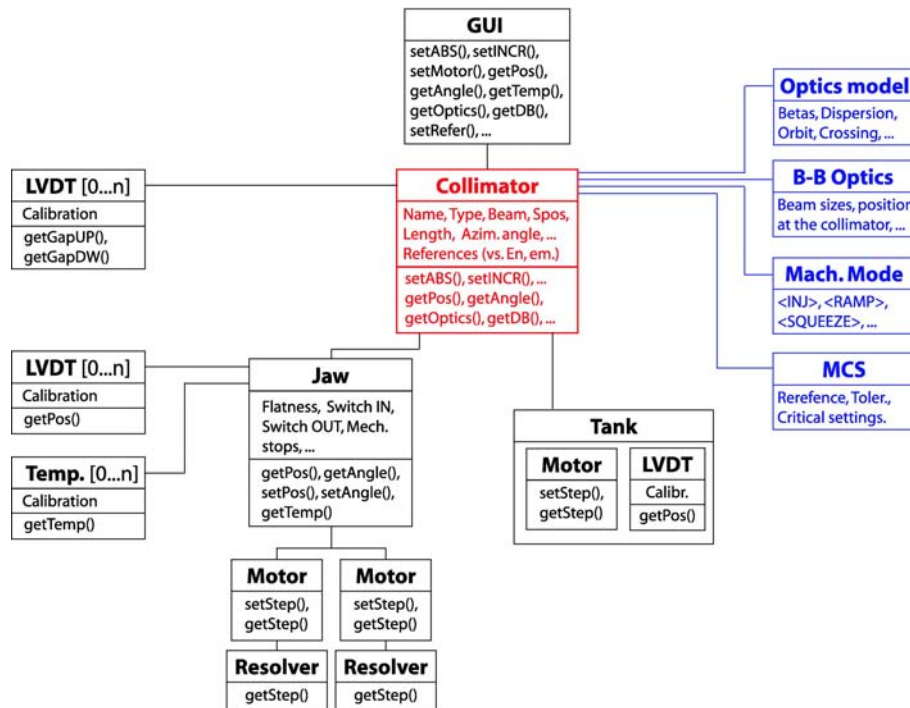 GUI
setABS(), setINCR(),
setMotor(), getPos(),
getAngle(), getTemp(),
getOptics(), getDB(),
setRefer(), ...
Optics model
Betas, Dispersion,
Orbit, Crossing, ...
LVDT [0...n]
Calibration
getGapUP(),
getGapDW()
Collimator
Name, Type, Beam, Spos,
Length, Azim. angle, ...
References (vs. En, em.)
setABS(), setINCR(), ...
getPos(), getAngle(),
getOptics(), getDB(), ...
B-B Optics
Beam sizes, position
at the collimator, ...
Mach. Mode
<INJ>, <RAMP>,
<SQUEEZE>, ...
MCS
Rerefence, Toler.,
Critical settings.
LVDT [0...n]
Calibration
getPos()
Jaw
Flatness, Switch IN,
Switch OUT, Mech.
stops, ...
getPos(), getAngle(),
setPos(), setAngle(),
getTemp()
Temp. [0...n]
Calibration
getTemp()
Tank
Motor
setStep(),
getStep()
LVDT
Calibr.
getPos()
Motor
setStep(),
getStep()
Motor
setStep(),
getStep()
Resolver
getStep()
Resolver
getStep()